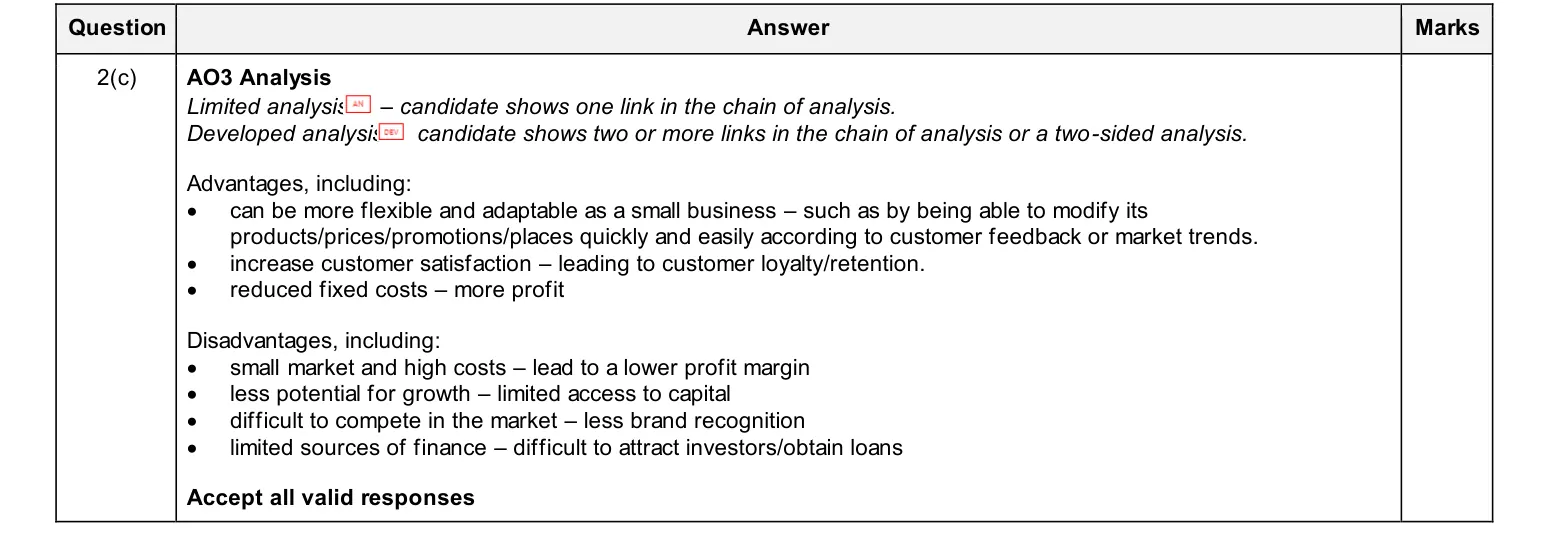 Question Answer Marks
2(c) AO3 Analysis
Limited analysis AN – candidate shows one link in the chain of analysis.
Developed analysis DEV candidate shows two or more links in the chain of analysis or a two-sided analysis.
Advantages, including:
• can be more flexible and adaptable as a small business – such as by being able to modify its
products/prices/promotions/places quickly and easily according to customer feedback or market trends.
• increase customer satisfaction – leading to customer loyalty/retention.
• reduced fixed costs – more profit
Disadvantages, including:
• small market and high costs – lead to a lower profit margin
• less potential for growth – limited access to capital
• difficult to compete in the market – less brand recognition
• limited sources of finance – difficult to attract investors/obtain loans
Accept all valid responses